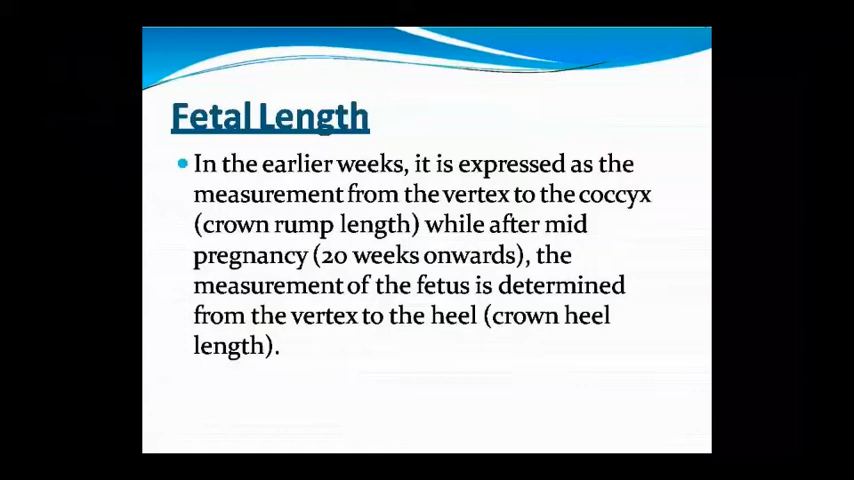 Fetal Length
• In the earlier weeks, it is expressed as the
measurement from the vertex to the coccyx
(crown rump length) while after mid
pregnancy (20 weeks onwards), the
measurement of the fetus is determined
from the vertex to the heel (crown heel
length).